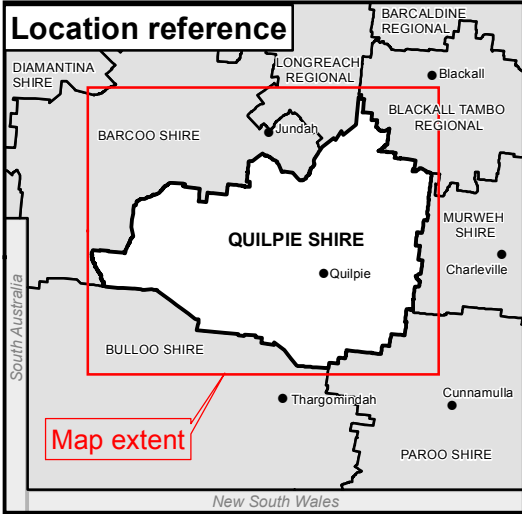 Location reference
BARCALDINE
REGIONAL
DIAMANTINA
SHIRE
LONGREACH
REGIONAL
Blackall
BLACKALL TAMBO
REGIONAL
BARCOO SHIRE
Jundah
MURWEH
SHIRE
QUILPIE SHIRE
Charleville
Quilpie
South Australia
BULLOO SHIRE
Thargomindah
Cunnamulla
Map extent
PAROO SHIRE
New South Wales